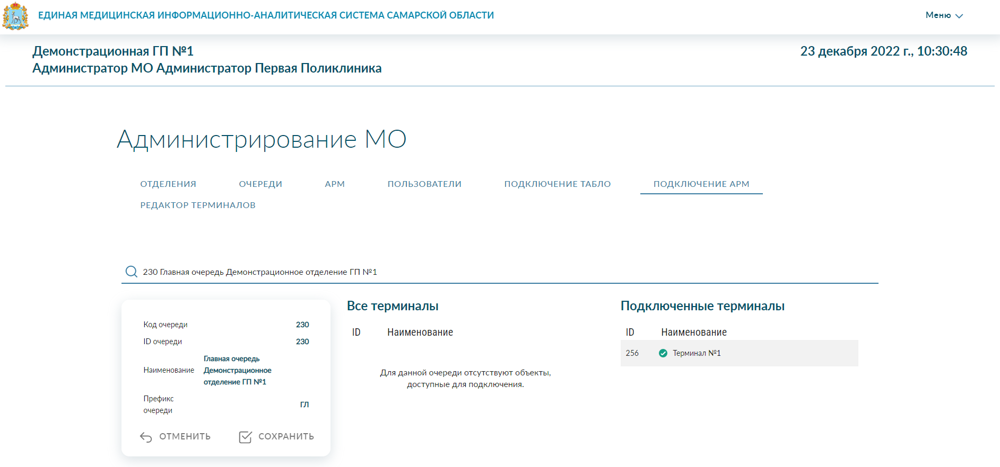 ЕДИНАЯ МЕДИЦИНСКАЯ ИНФОРМАЦИОННО-АНАЛИТИЧЕСКАЯ СИСТЕМА САМАРСКОЙ ОБЛАСТИ
Меню
Демонстрационная ГП №1
23 декабря 2022 г., 10:30:48
Администратор МО Администратор Первая Поликлиника
Администрирование МО
ОТДЕЛЕНИЯ ОЧЕРЕДИ АРМ ПОЛЬЗОВАТЕЛИ ПОДКЛЮЧЕНИЕ ТАБЛО ПОДКЛЮЧЕНИЕ АРМ
РЕДАКТОР ТЕРМИНАЛОВ
230 Главная очередь Демонстрационное отделение ГП №1
Код очереди 230
ID очереди 230
Наименование Главная очередь
Демонстрационное
отделение ГП №1
Префикс
очереди ГЛ
ОТМЕНИТЬ СОХРАНИТЬ
Все терминалы
ID Наименование
Для данной очереди отсутствуют объекты,
доступные для подключения.
Подключенные терминалы
ID Наименование
256 Терминал №1